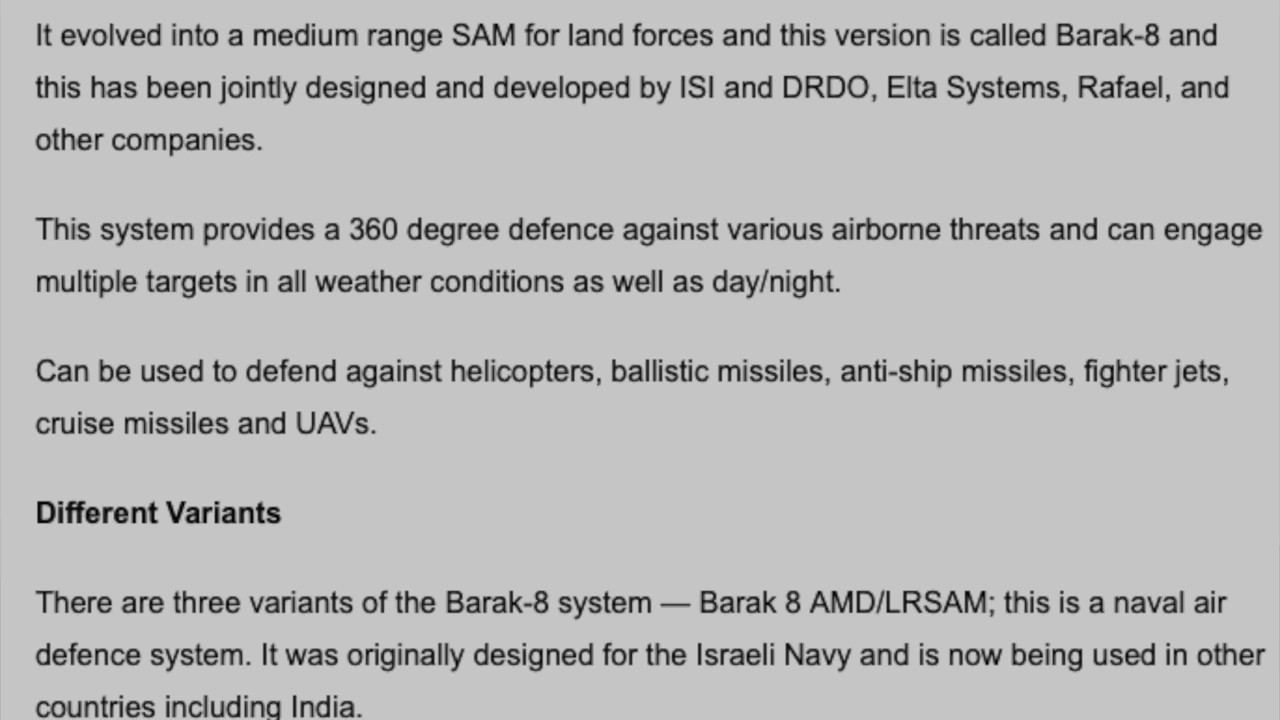 It evolved into a medium range SAM for land forces and this version is called Barak-8 and
this has been jointly designed and developed by ISI and DRDO, Elta Systems, Rafael, and
other companies.
This system provides a 360 degree defence against various airborne threats and can engage
multiple targets in all weather conditions as well as day/night.
Can be used to defend against helicopters, ballistic missiles, anti-ship missiles, fighter jets,
cruise missiles and UAVs.
Different Variants
There are three variants of the Barak-8 system — Barak 8 AMD/LRSAM; this is a naval air
defence system. It was originally designed for the Israeli Navy and is now being used in other
countries including India.